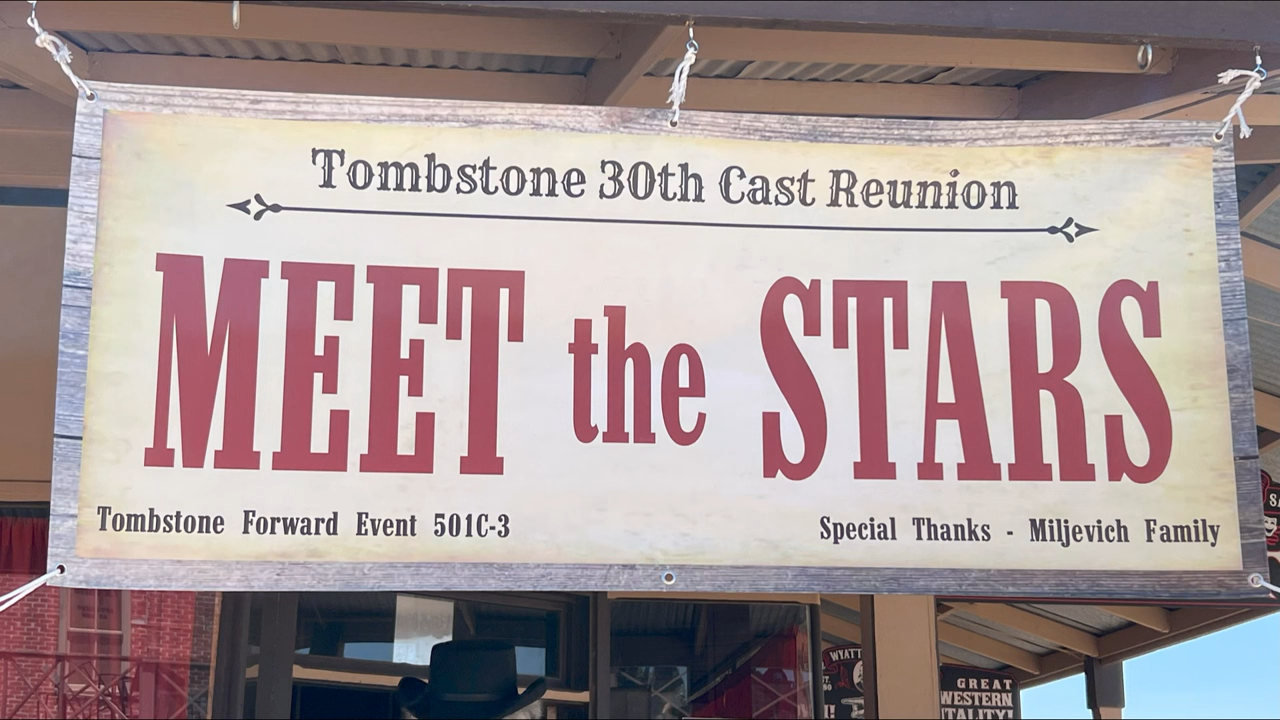 Tombstone 30th Cast Reunion
MEET the STARS
Tombstone Forward Event 501C-3
Special Thanks - Miljevich Family
WYATT
GREAT
WESTERN